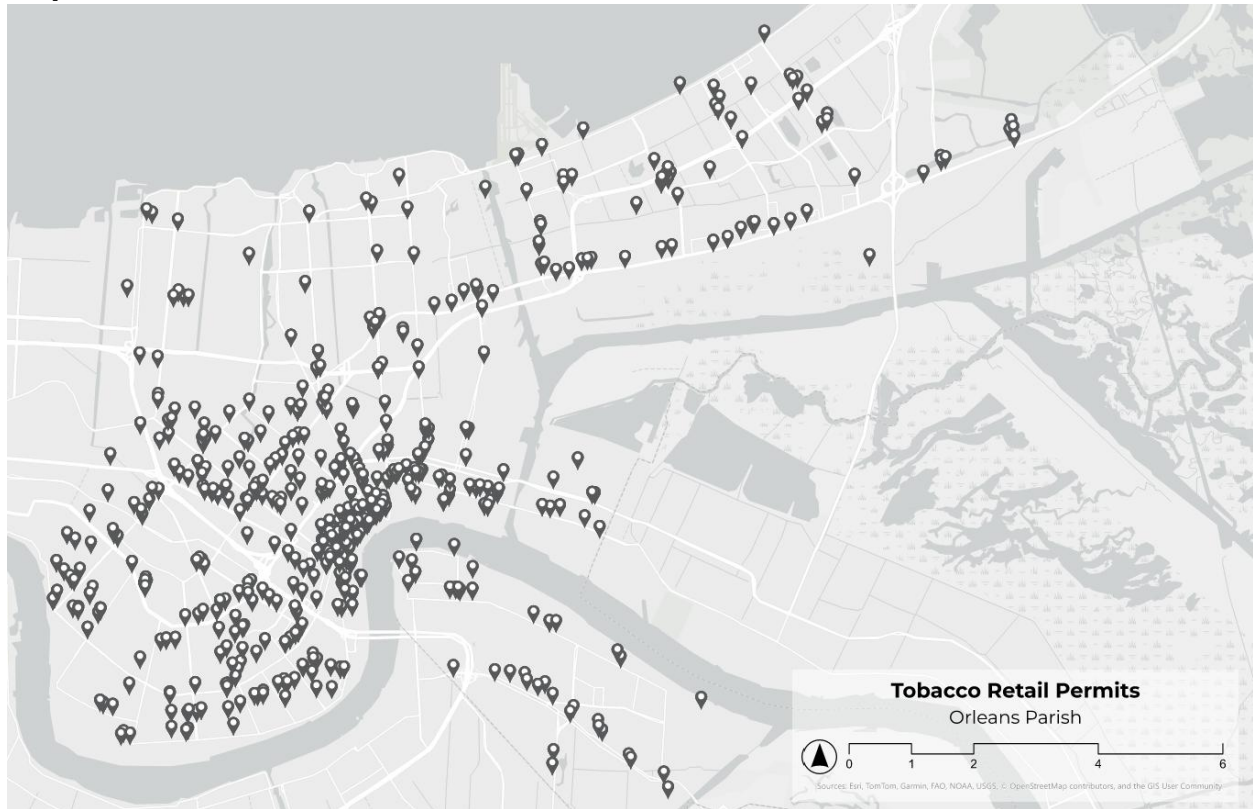 Tobacco Retail Permits
Orleans Parish
0 1 2 4 6
Sources: Esri, TomTom, Garmin, FAO, NOAA, USGS, © OpenStreetMap contributors, and the GIS User Community